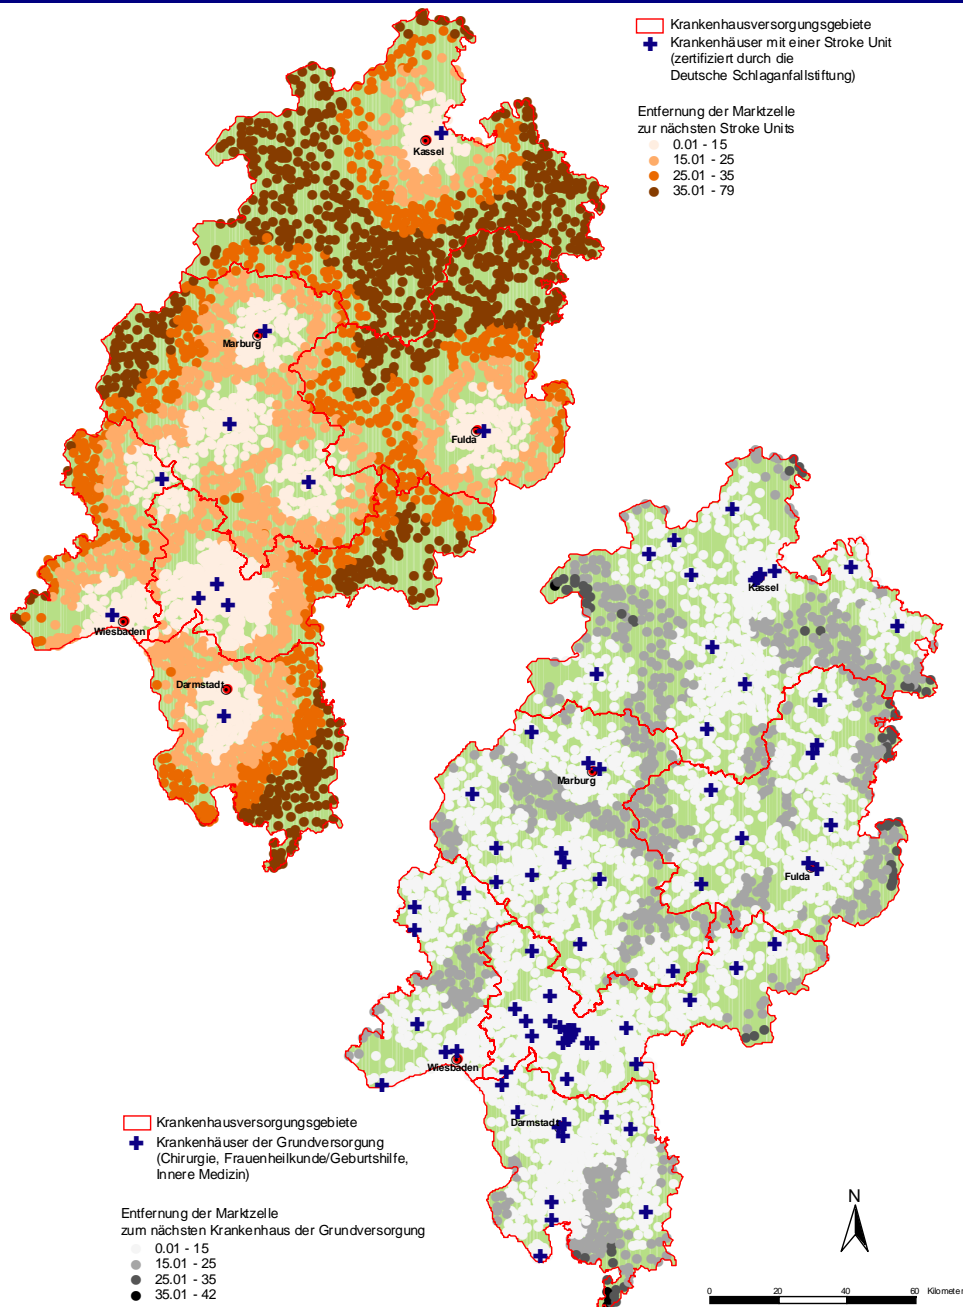 Krankenhausversorgungsgebiete
Krankenhäuser mit einer Stroke Unit
(zertifiziert durch die
Deutsche Schlaganfallstiftung)
Entfernung der Marktzelle
zur nächsten Stroke Units
0.01 - 15
15.01 - 25
25.01 - 35
35.01 - 79
Kassel
Marburg
Fulda
Wiesbaden
Darmstadt
Kassel
Marburg
Fulda
Wiesbaden
Darmstadt
Krankenhausversorgungsgebiete
Krankenhäuser der Grundversorgung
(Chirurgie, Frauenheilkunde/Geburtshilfe,
Innere Medizin)
Entfernung der Marktzelle
zum nächsten Krankenhaus der Grundversorgung
0.01 - 15
15.01 - 25
25.01 - 35
35.01 - 42
N
0 20 40 60 Kilometer